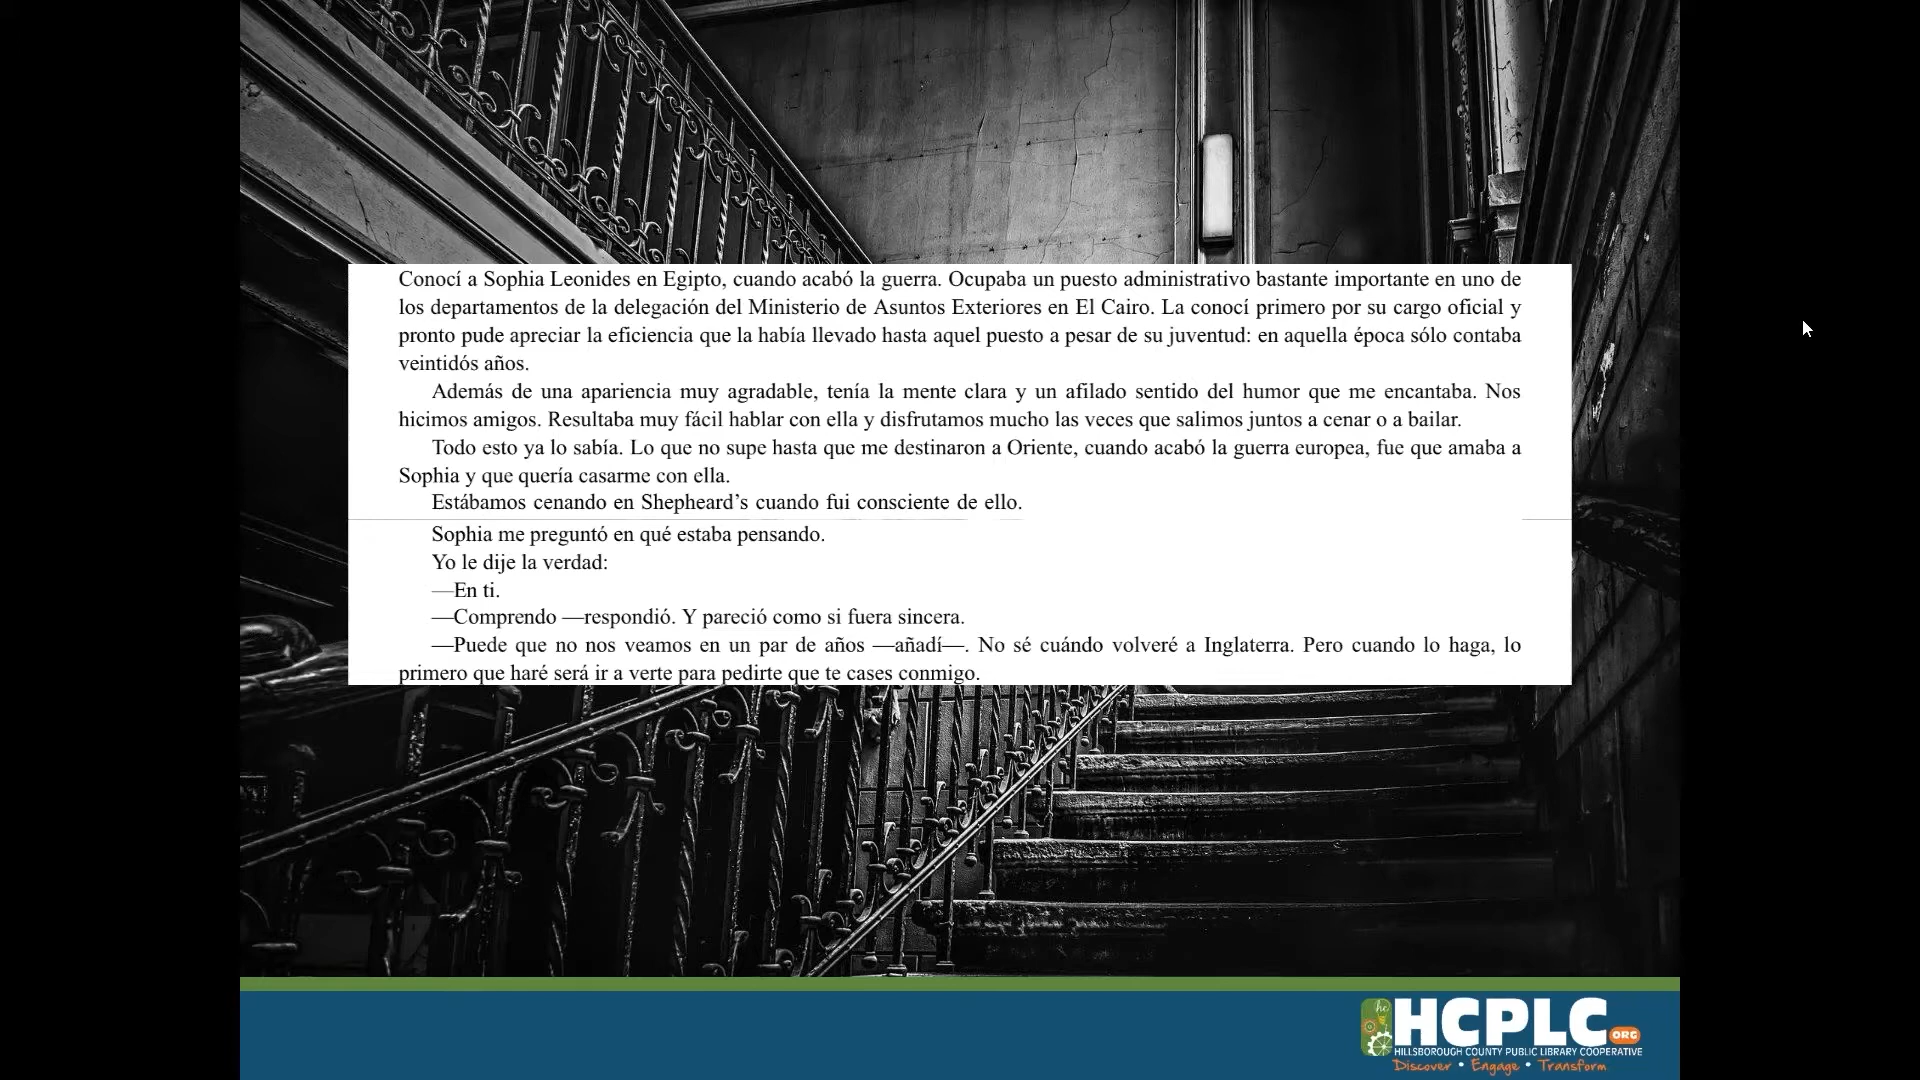 Conocí a Sophia Leonides en Egipto, cuando acabó la guerra. Ocupaba un puesto administrativo bastante importante en uno de
los departamentos de la delegación del Ministerio de Asuntos Exteriores en El Cairo. La conocí primero por su cargo oficial y
pronto pude apreciar la eficiencia que la había llevado hasta aquel puesto a pesar de su juventud: en aquella época sólo contaba
veintidós años.
Además de una apariencia muy agradable, tenía la mente clara y un afilado sentido del humor que me encantaba. Nos
hicimos amigos. Resultaba muy fácil hablar con ella y disfrutamos mucho las veces que salimos juntos a cenar o a bailar.
Todo esto ya lo sabía. Lo que no supe hasta que me destinaron a Oriente, cuando acabó la guerra europea, fue que amaba a
Sophia y que quería casarme con ella.
Estábamos cenando en Shepheard’s cuando fui consciente de ello.
Sophia me preguntó en qué estaba pensando.
Yo le dije la verdad:
—En ti.
—Comprendo —respondió. Y pareció como si fuera sincera.
—Puede que no nos veamos en un par de años —añadí—. No sé cuándo volveré a Inglaterra. Pero cuando lo haga, lo
primero que haré será ir a verte para pedirte que te cases conmigo.
hc
HCPLC.ORG
HILLSBOROUGH COUNTY PUBLIC LIBRARY COOPERATIVE
Discover • Engage • Transform